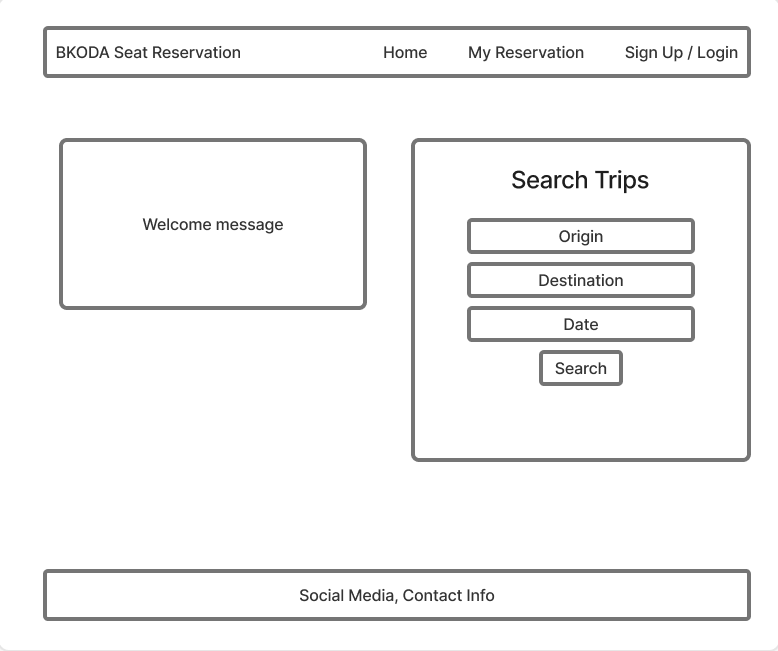 BKODA Seat Reservation Home My Reservation Sign Up / Login
Welcome message
Search Trips
Origin
Destination
Date
Search
Social Media, Contact Info